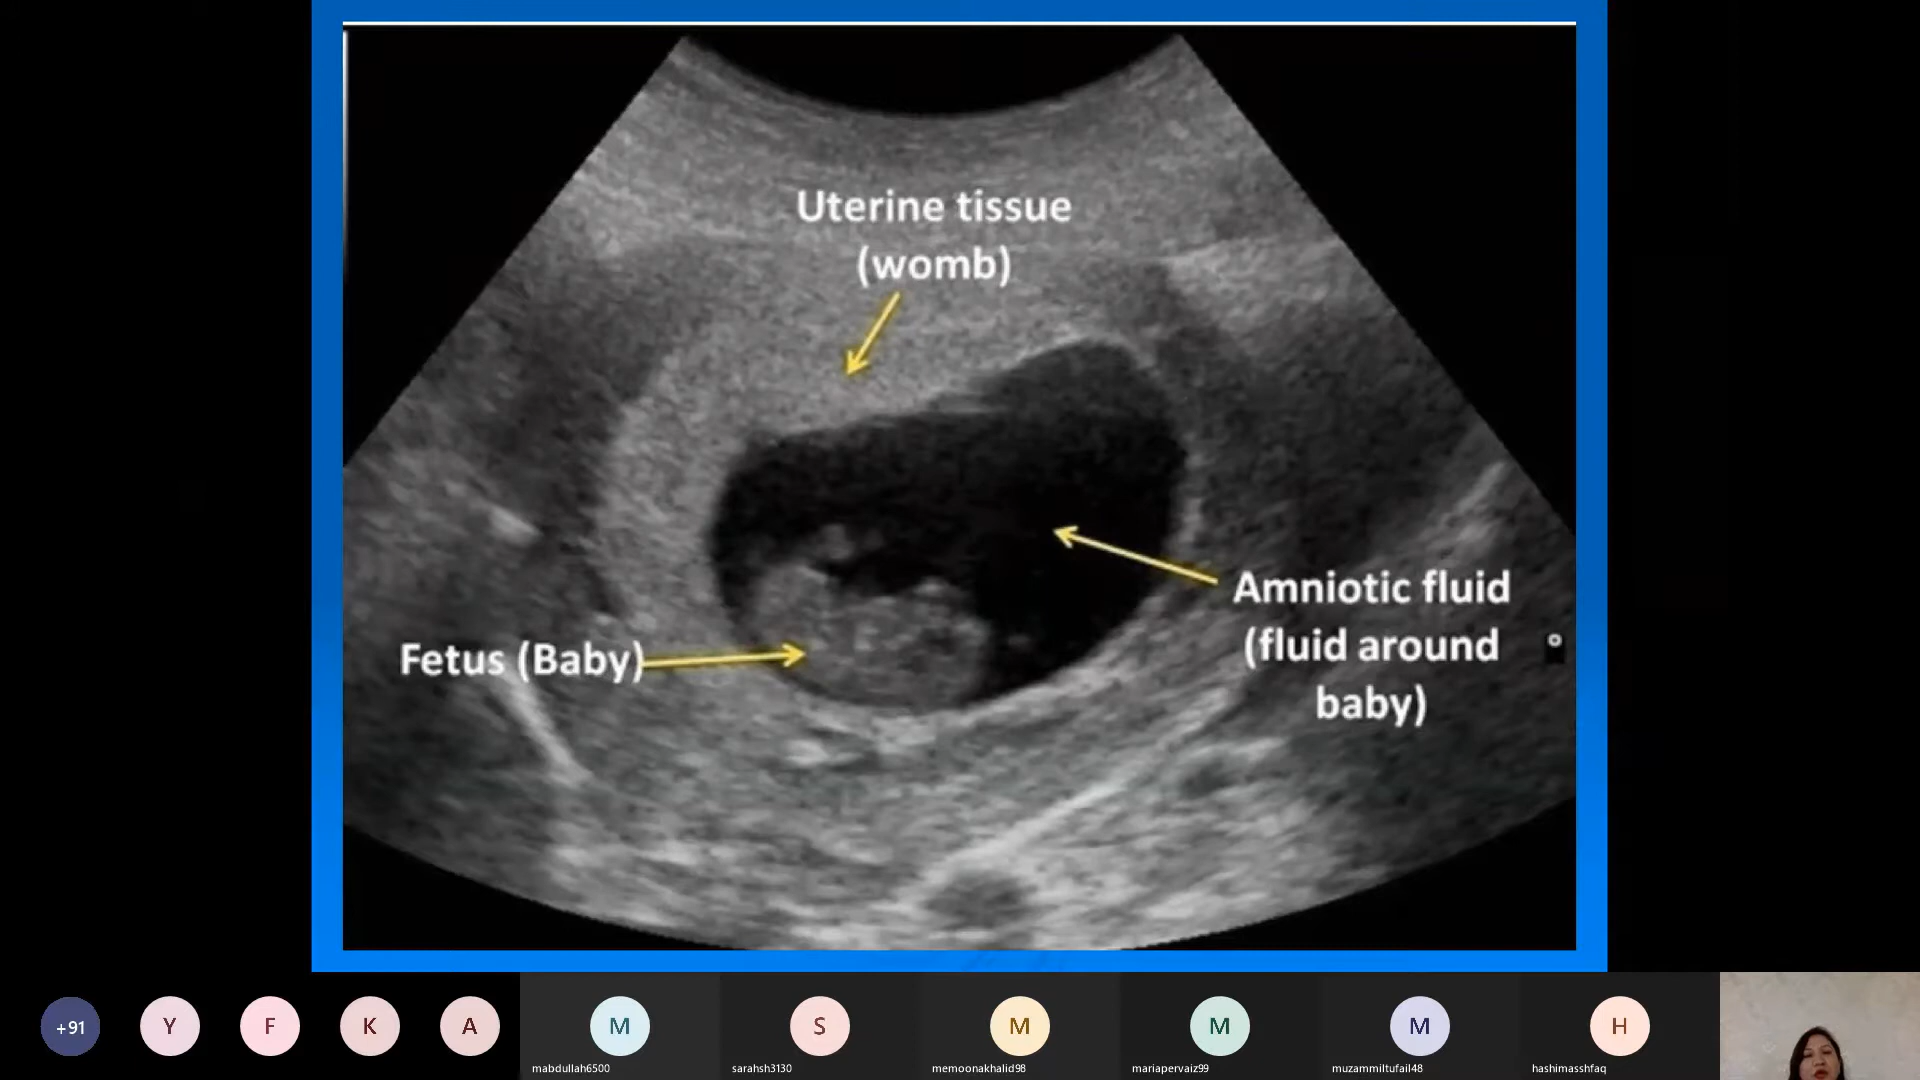 Uterine tissue
(womb)
Amniotic fluid
(fluid around
baby)
Fetus (Baby)
+91
Y
F
K
A
M
S
M
M
M
H
mabdullah6500
sarahsh3130
memoonakhalid98
mariapervaiz99
muzammiltufail48
hashimasshfaq